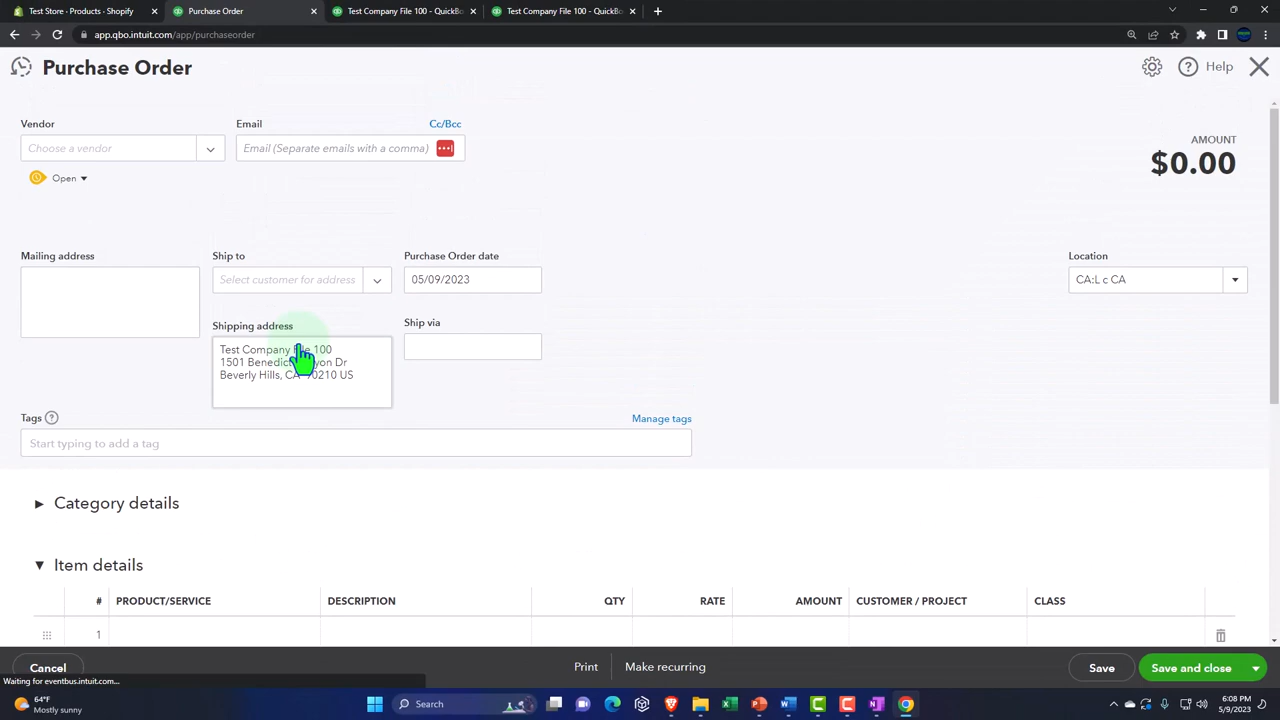 Test Store - Shopify
Purchase Order
Test Company File 100 - QuickBo
Test Company File 100 - QuickBo
app.qbo.intuit.com/app/purchaseorder
Purchase Order
Help
Vendor
Email
Cc/Bcc
Choose a vendor
Email (Separate emails with a comma)
AMOUNT
$0.00
Open
Mailing address
Ship to
Purchase Order date
Location
Select customer for address
05/09/2023
CA:L c CA
Shipping address
Ship via
Test Company 100
1501 Dr
Beverly Hills, CA US
Tags
Manage tags
Start typing to add a tag
Category details
Item details
# PRODUCT/SERVICE DESCRIPTION QTY RATE AMOUNT CUSTOMER / PROJECT CLASS
1
Cancel
Print
Make recurring
Save
Save and close
Waiting for eventbus.intuit.com...
64°F
Mostly sunny
Search
6:08 PM
5/9/2023